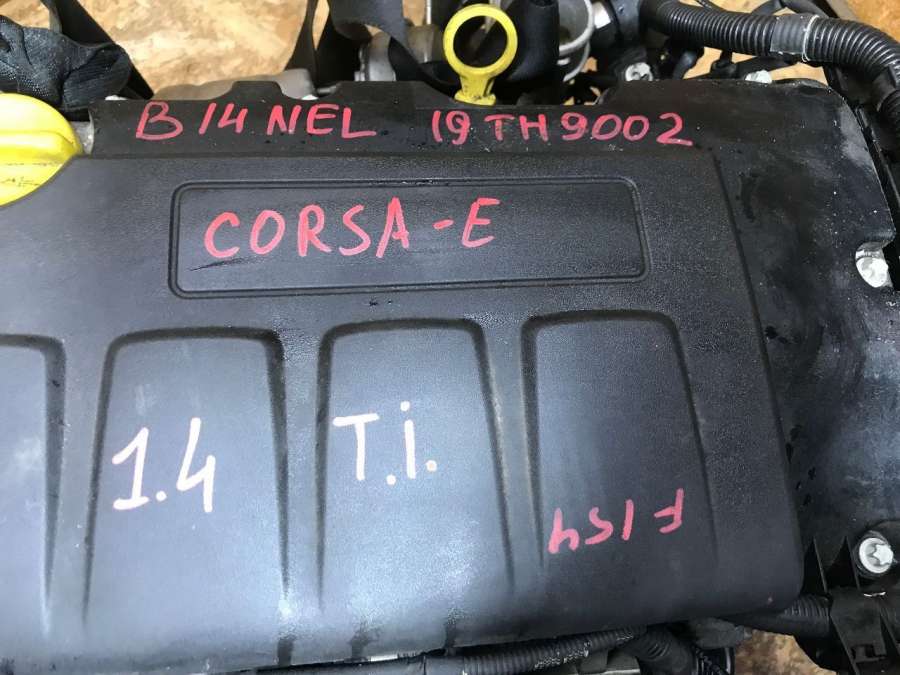 B14NEL 19TH9002
CORSA-E
1.4 T.i.
F154